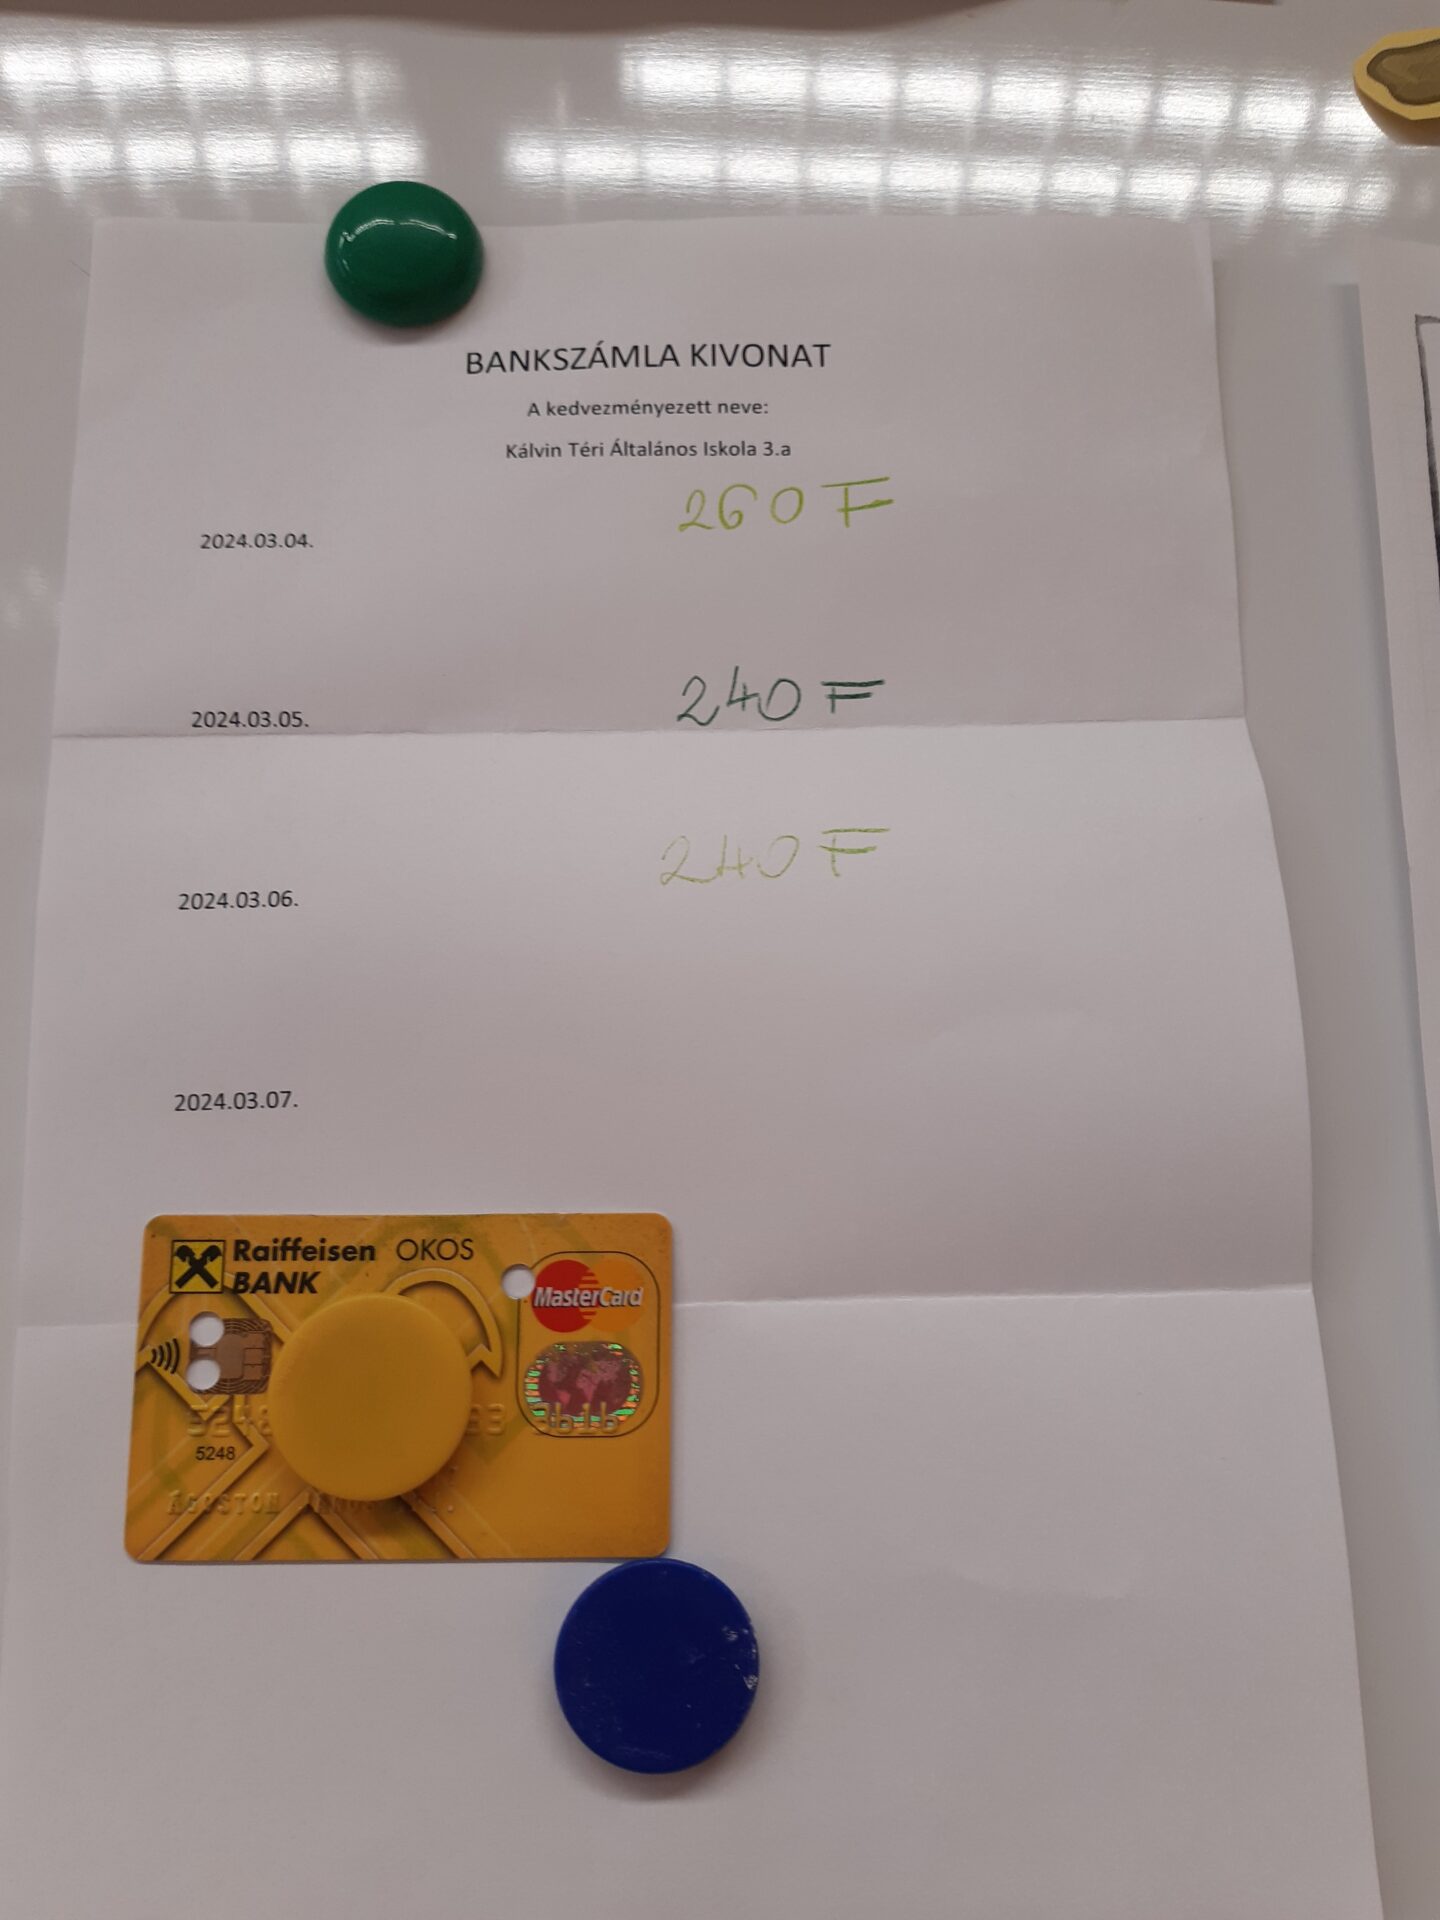 BANKSZÁMLA KIVONAT
A kedvezményezett neve:
Kálvin Téri Általános Iskola 3.a
260 F
2024.03.04.
240 F
2024.03.05.
240 F
2024.03.06.
2024.03.07.
Raiffeisen OKOS
BANK
MasterCard
5248
ÁGOSTON